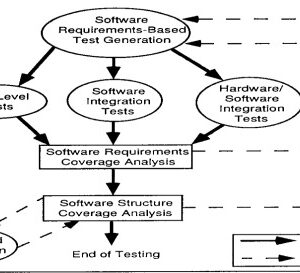 Software
Requirements-Based
Test Generation
Level
Software
Integration
Tests
Hardware/
Software
Integration
Tests
Software Requirements
Coverage Analysis
Software Structure
Coverage Analysis
End of Testing